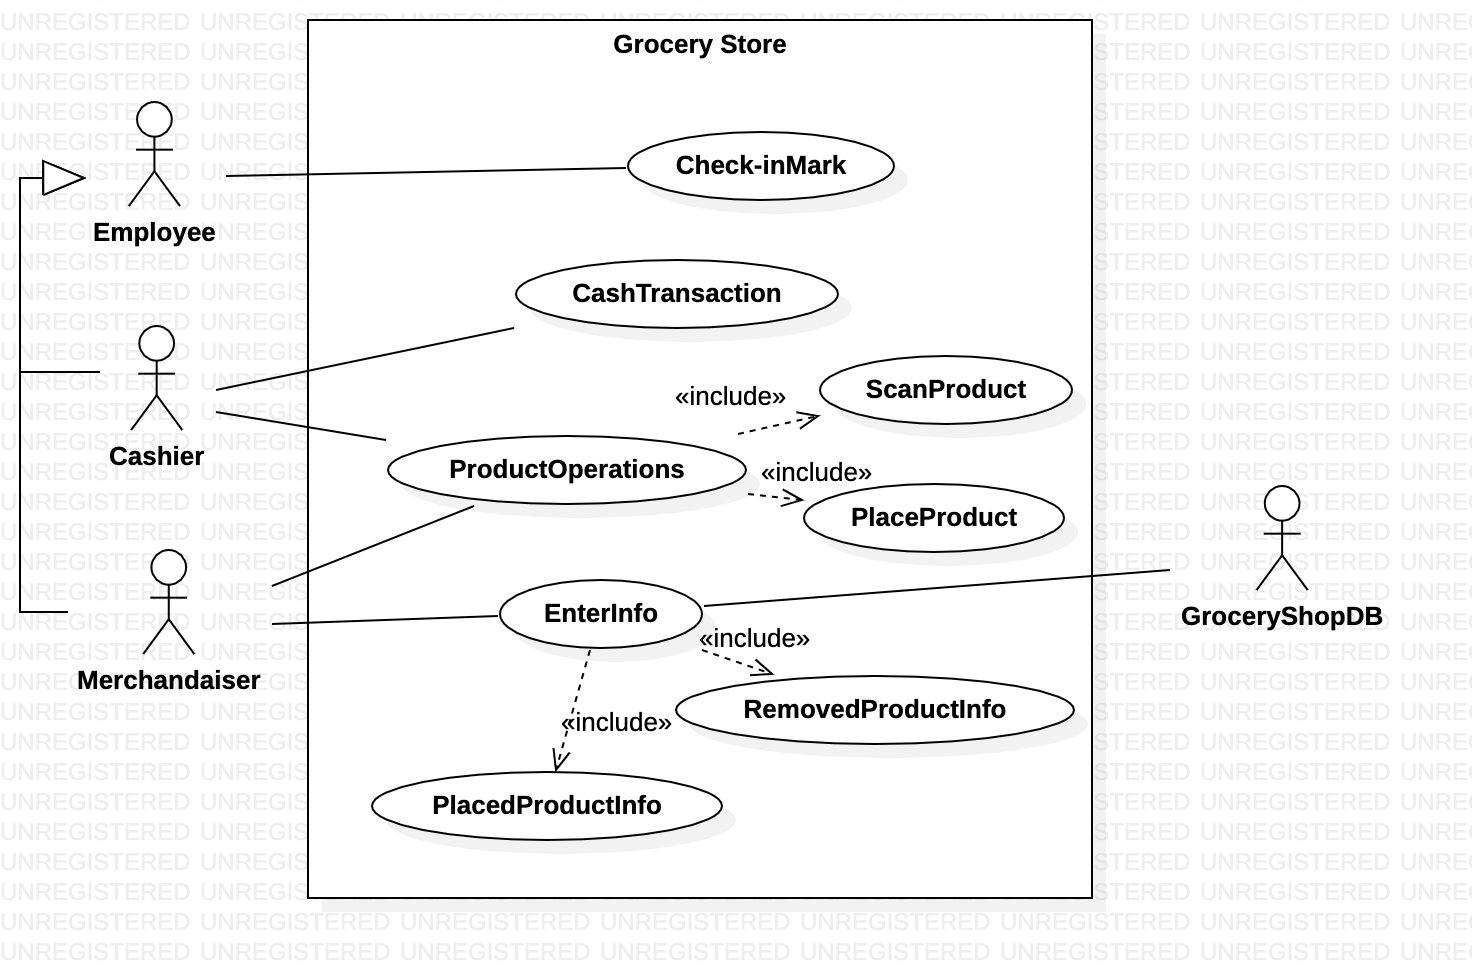 Grocery Store
Check-inMark
Employee
CashTransaction
ScanProduct
«include»
Cashier
ProductOperations
«include»
PlaceProduct
EnterInfo
GroceryShopDB
«include»
Merchandaiser
RemovedProductInfo
«include»
PlacedProductInfo
UNREGISTERED